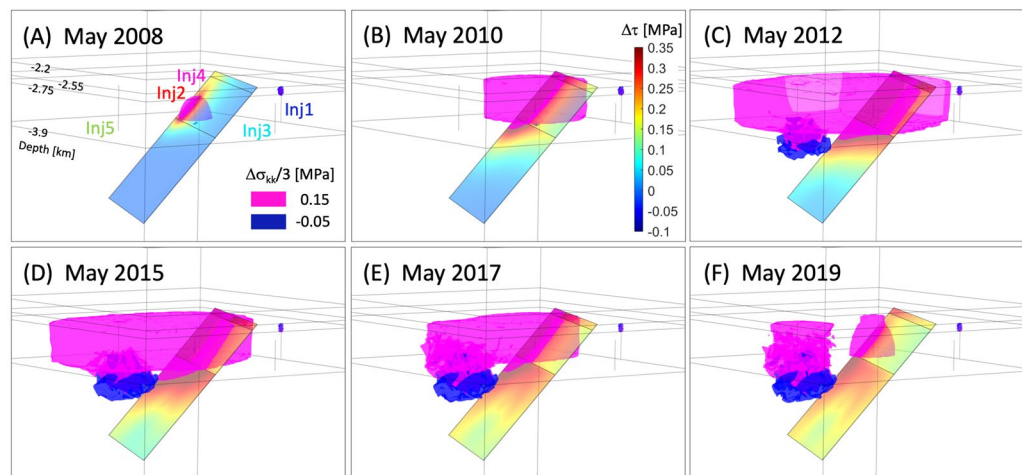 (A) May 2008
-2.2
-2.55
-2.75
-3.9
Depth [km]
Inj4
Inj2
Inj1
Inj3
Inj5
Δσkk/3 [MPa]
0.15
-0.05
(B) May 2010
Δτ [MPa]
0.35
0.3
0.25
0.2
0.15
0.1
0.05
0
-0.05
-0.1
(C) May 2012
(D) May 2015
(E) May 2017
(F) May 2019